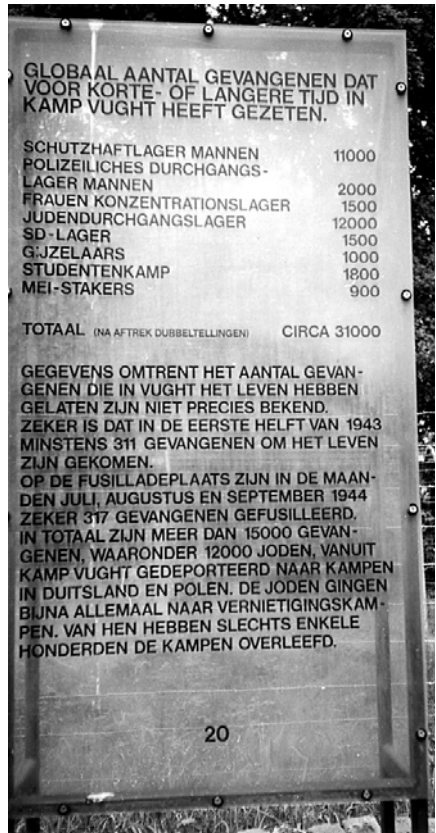 GLOBAAL AANTAL GEVANGENEN DAT
VOOR KORTE- OF LANGERE TIJD IN
KAMP VUGHT HEEFT GEZETEN.
SCHUTZHAFTLAGER MANNEN 11000
POLIZEILICHES DURCHGANGS-
LAGER MANNEN 2000
FRAUEN KONZENTRATIONSLAGER 1500
JUDENDURCHGANGSLAGER 12000
SD-LAGER 1500
GIJZELAARS 1000
STUDENTENKAMP 1800
MEI-STAKERS 900
TOTAAL (NA AFTREK DUBBELTELLINGEN) CIRCA 31000
GEGEVENS OMTRENT HET AANTAL GEVAN-
GENEN DIE IN VUGHT HET LEVEN HEBBEN
GELATEN ZIJN NIET PRECIES BEKEND.
ZEKER IS DAT IN DE EERSTE HELFT VAN 1943
MINSTENS 311 GEVANGENEN OM HET LEVEN
ZIJN GEKOMEN.
OP DE FUSILLADEPLAATS ZIJN IN DE MAAN-
DEN JULI, AUGUSTUS EN SEPTEMBER 1944
ZEKER 317 GEVANGENEN GEFUSILLEERD.
IN TOTAAL ZIJN MEER DAN 15000 GEVAN-
GENEN, WAARONDER 12000 JODEN, VANUIT
KAMP VUGHT GEDEPORTEERD NAAR KAMPEN
IN DUITSLAND EN POLEN. DE JODEN GINGEN
BIJNA ALLEMAAL NAAR VERNIETIGINGSKAM-
PEN. VAN HEN HEBBEN SLECHTS ENKELE
HONDERDEN DE KAMPEN OVERLEEFD.
20